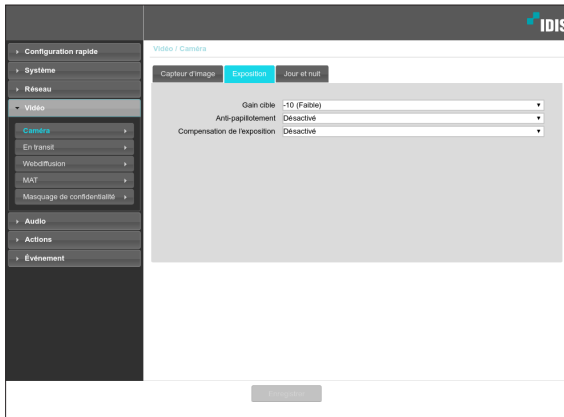 IDIS
Configuration rapide
Système
Réseau
Vidéo
Caméra
En transit
Webdiffusion
MAT
Masquage de confidentialité
Audio
Actions
Événement
Vidéo / Caméra
Capteur d'image Exposition Jour et nuit
Gain cible -10 (Faible)
Anti-papillotement Désactivé
Compensation de l'exposition Désactivé
Enregistrer